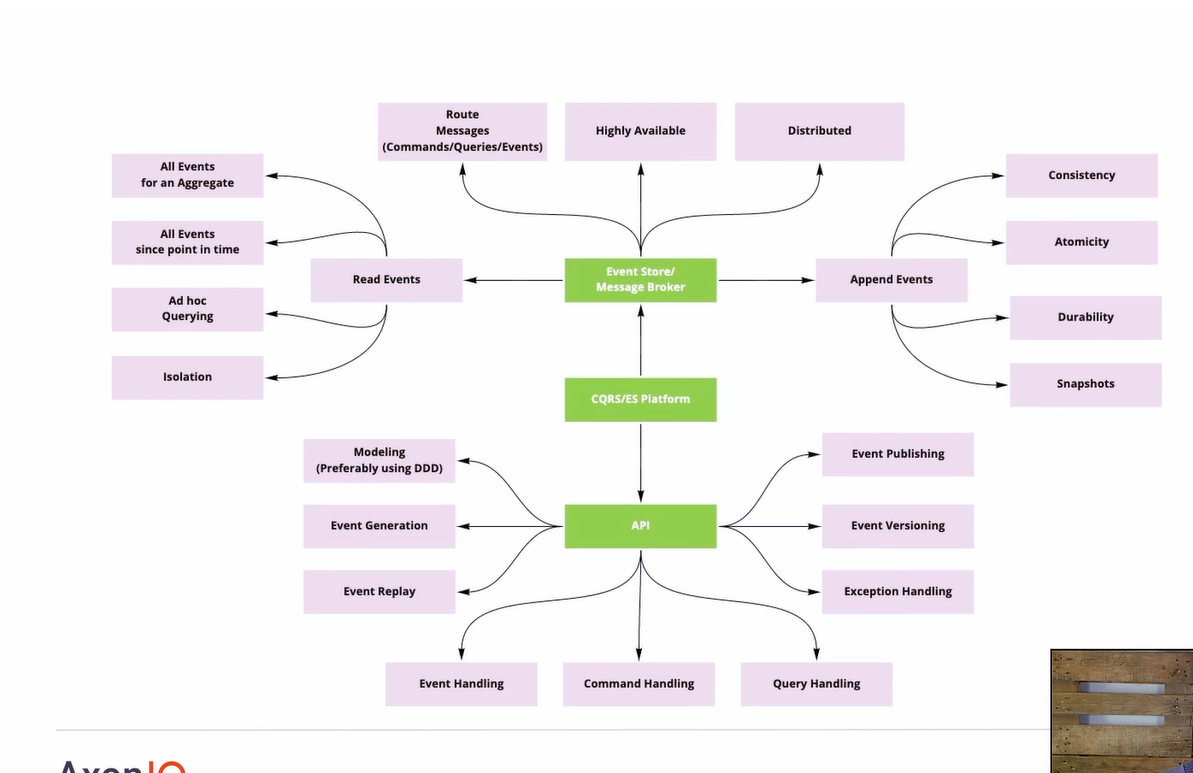 Route
Messages
(Commands/Queries/Events)
Highly Available
Distributed
All Events
for an Aggregate
All Events
since point in time
Ad hoc
Querying
Isolation
Read Events
Event Store/
Message Broker
Append Events
Consistency
Atomicity
Durability
Snapshots
CQRS/ES Platform
Modeling
(Preferably using DDD)
Event Generation
Event Replay
API
Event Publishing
Event Versioning
Exception Handling
Event Handling
Command Handling
Query Handling
AxonIQ